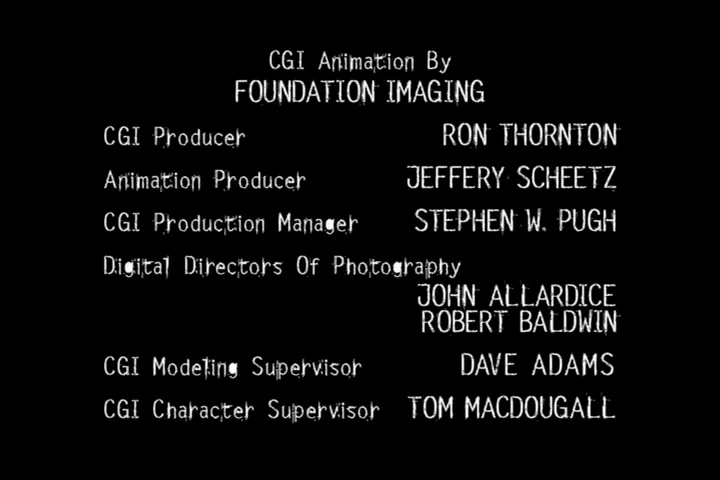 CGI Animation By
FOUNDATION IMAGING
CGI Producer RON THORNTON
Animation Producer JEFFERY SCHEETZ
CGI Production Manager STEPHEN W. PUGH
Digital Directors Of Photography
JOHN ALLARDICE
ROBERT BALDWIN
CGI Modeling Supervisor DAVE ADAMS
CGI Character Supervisor TOM MACDOUGALL